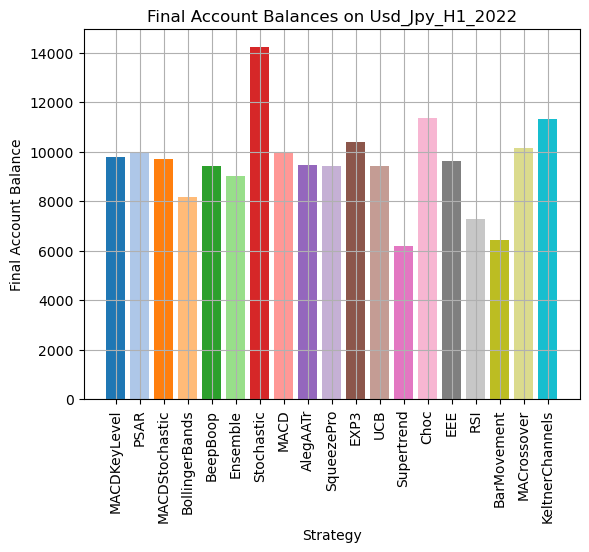 Final Account Balances on Usd_Jpy_H1_2022
Final Account Balance
14000
12000
10000
8000
6000
4000
2000
0
MACDKeyLevel
PSAR
MACDStochastic
BollingerBands
BeepBoop
Ensemble
Stochastic
MACD
AlegAATr
SqueezePro
EXP3
UCB
Supertrend
Choc
EEE
RSI
BarMovement
MACrossover
KeltnerChannels
Strategy